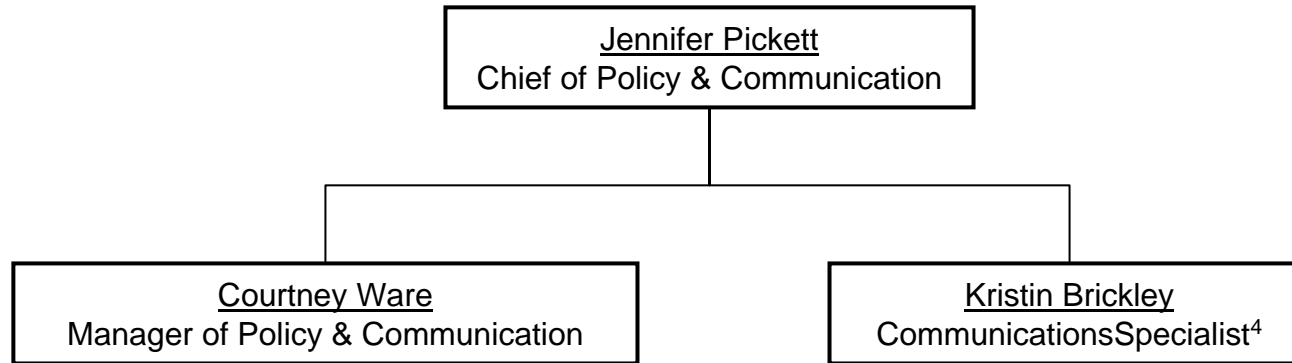 Jennifer Pickett
Chief of Policy & Communication
Courtney Ware
Manager of Policy & Communication
Kristin Brickley
CommunicationsSpecialist⁴